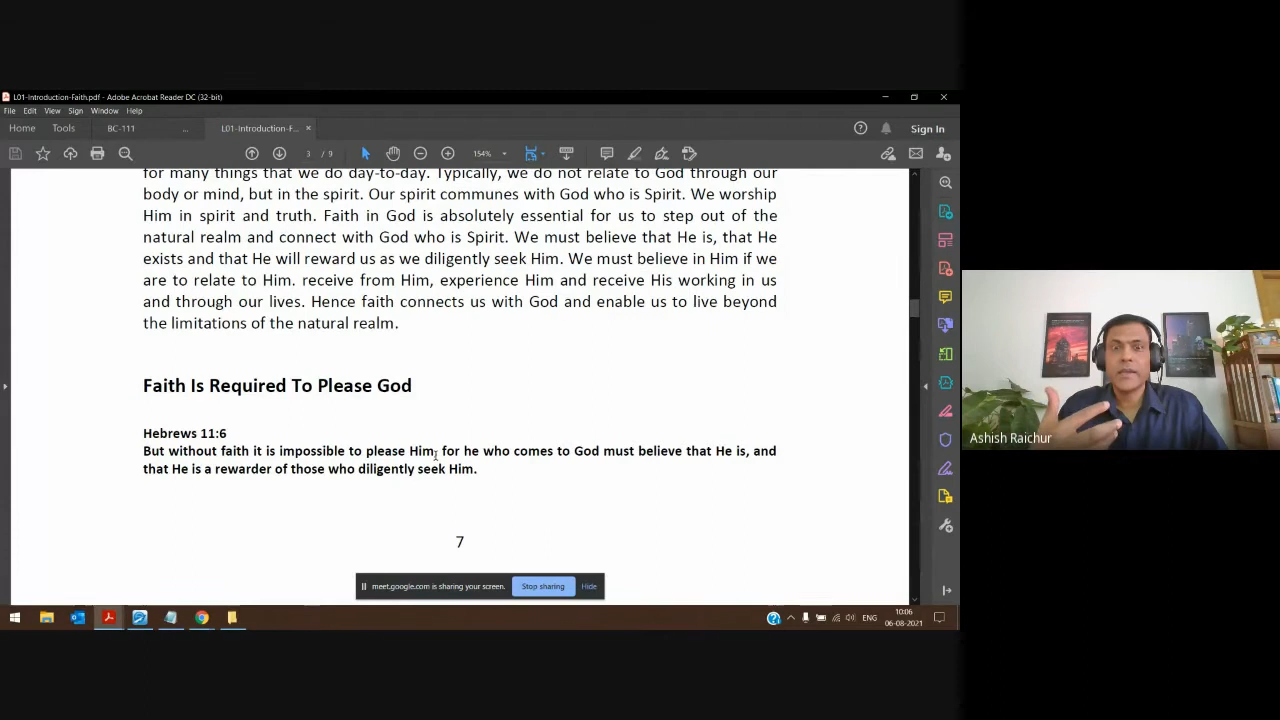 L01-Introduction-Faith.pdf - Adobe Acrobat Reader DC (32-bit)
File Edit View Sign Window Help
Home Tools BC-111 ... L01-Introduction-F... × Sign In
3 / 9 154%
for many things that we do day-to-day. Typically, we do not relate to God through our
body or mind, but in the spirit. Our spirit communes with God who is Spirit. We worship
Him in spirit and truth. Faith in God is absolutely essential for us to step out of the
natural realm and connect with God who is Spirit. We must believe that He is, that He
exists and that He will reward us as we diligently seek Him. We must believe in Him if we
are to relate to Him. receive from Him, experience Him and receive His working in us
and through our lives. Hence faith connects us with God and enable us to live beyond
the limitations of the natural realm.
Faith Is Required To Please God
Hebrews 11:6
But without faith it is impossible to please Him, for he who comes to God must believe that He is, and
that He is a rewarder of those who diligently seek Him.
7
meet.google.com is sharing your screen. Stop sharing Hide
ENG 10:06
06-08-2021
Ashish Raichur